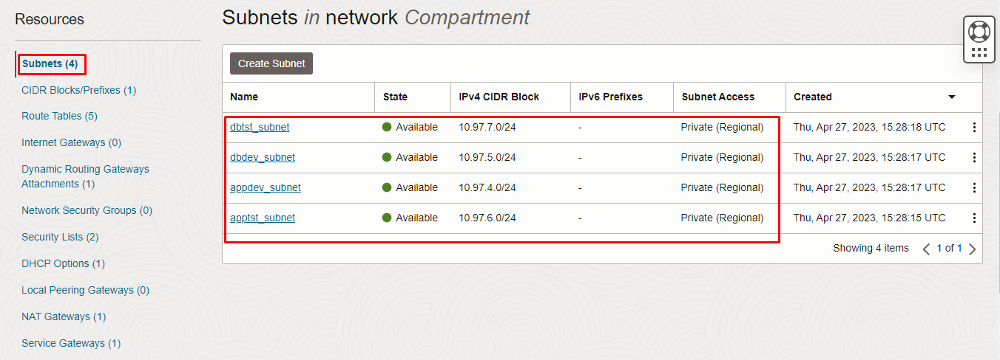 Resources
Subnets (4)
CIDR Blocks/Prefixes (1)
Route Tables (5)
Internet Gateways (0)
Dynamic Routing Gateways
Attachments (1)
Network Security Groups (0)
Security Lists (2)
DHCP Options (1)
Local Peering Gateways (0)
NAT Gateways (1)
Service Gateways (1)
Subnets in network Compartment
Create Subnet
Name State IPv4 CIDR Block IPv6 Prefixes Subnet Access Created
dbtst_subnet Available 10.97.7.0/24 - Private (Regional) Thu, Apr 27, 2023, 15:28:18 UTC
dbdev_subnet Available 10.97.5.0/24 - Private (Regional) Thu, Apr 27, 2023, 15:28:17 UTC
appdev_subnet Available 10.97.4.0/24 - Private (Regional) Thu, Apr 27, 2023, 15:28:17 UTC
apptst_subnet Available 10.97.6.0/24 - Private (Regional) Thu, Apr 27, 2023, 15:28:15 UTC
Showing 4 items 1 of 1